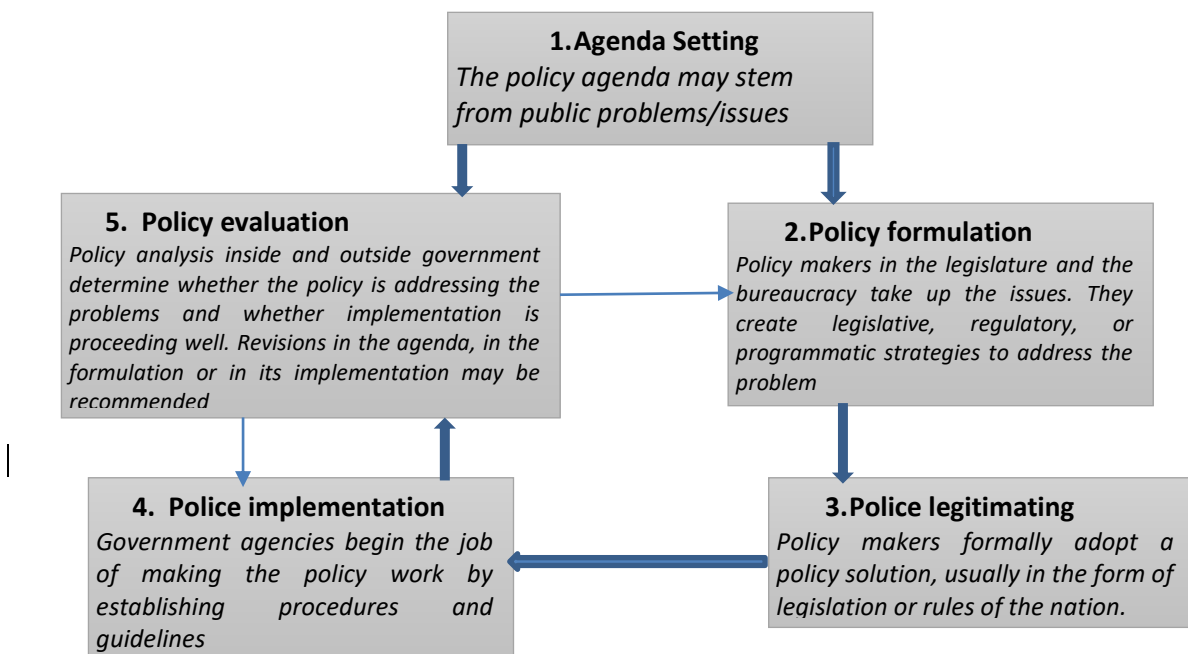 1.Agenda Setting
The policy agenda may stem
from public problems/issues
5. Policy evaluation
Policy analysis inside and outside government
determine whether the policy is addressing the
problems and whether implementation is
proceeding well. Revisions in the agenda, in the
formulation or in its implementation may be
recommended
2.Policy formulation
Policy makers in the legislature and the
bureaucracy take up the issues. They
create legislative, regulatory, or
programmatic strategies to address the
problem
4. Police implementation
Government agencies begin the job
of making the policy work by
establishing procedures and
guidelines
3.Police legitimating
Policy makers formally adopt a
policy solution, usually in the form of
legislation or rules of the nation.